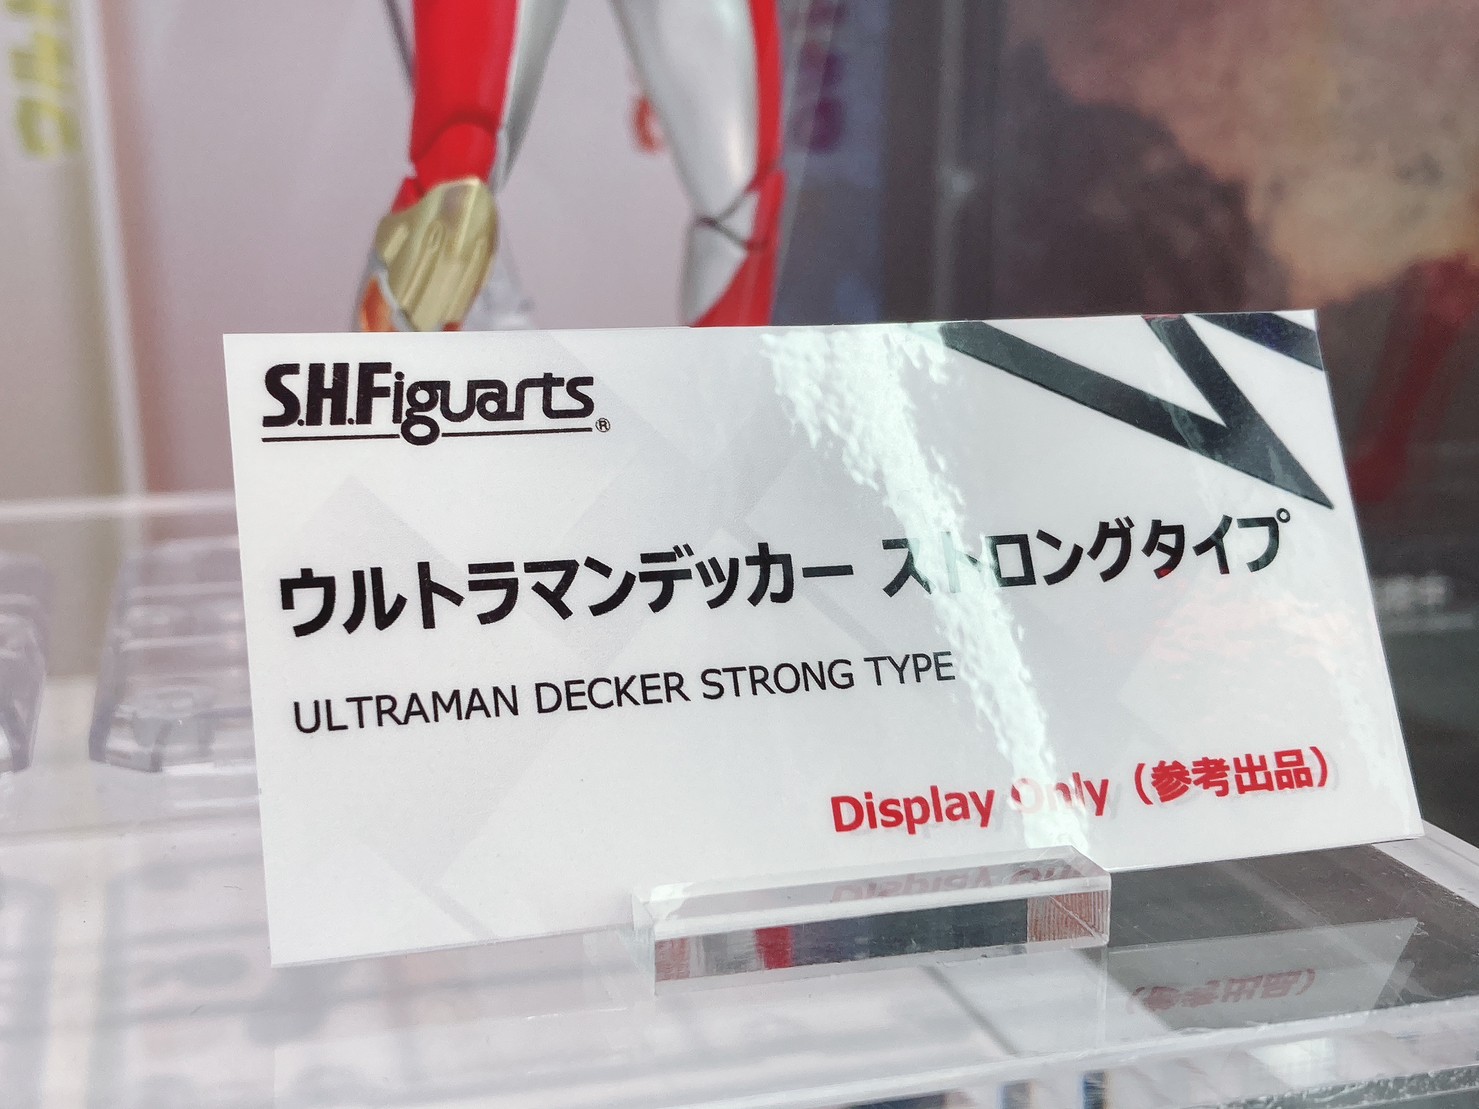 S.H.Figuarts®
ウルトラマンデッカー ストロングタイプ
ULTRAMAN DECKER STRONG TYPE
Display Only（参考出品）